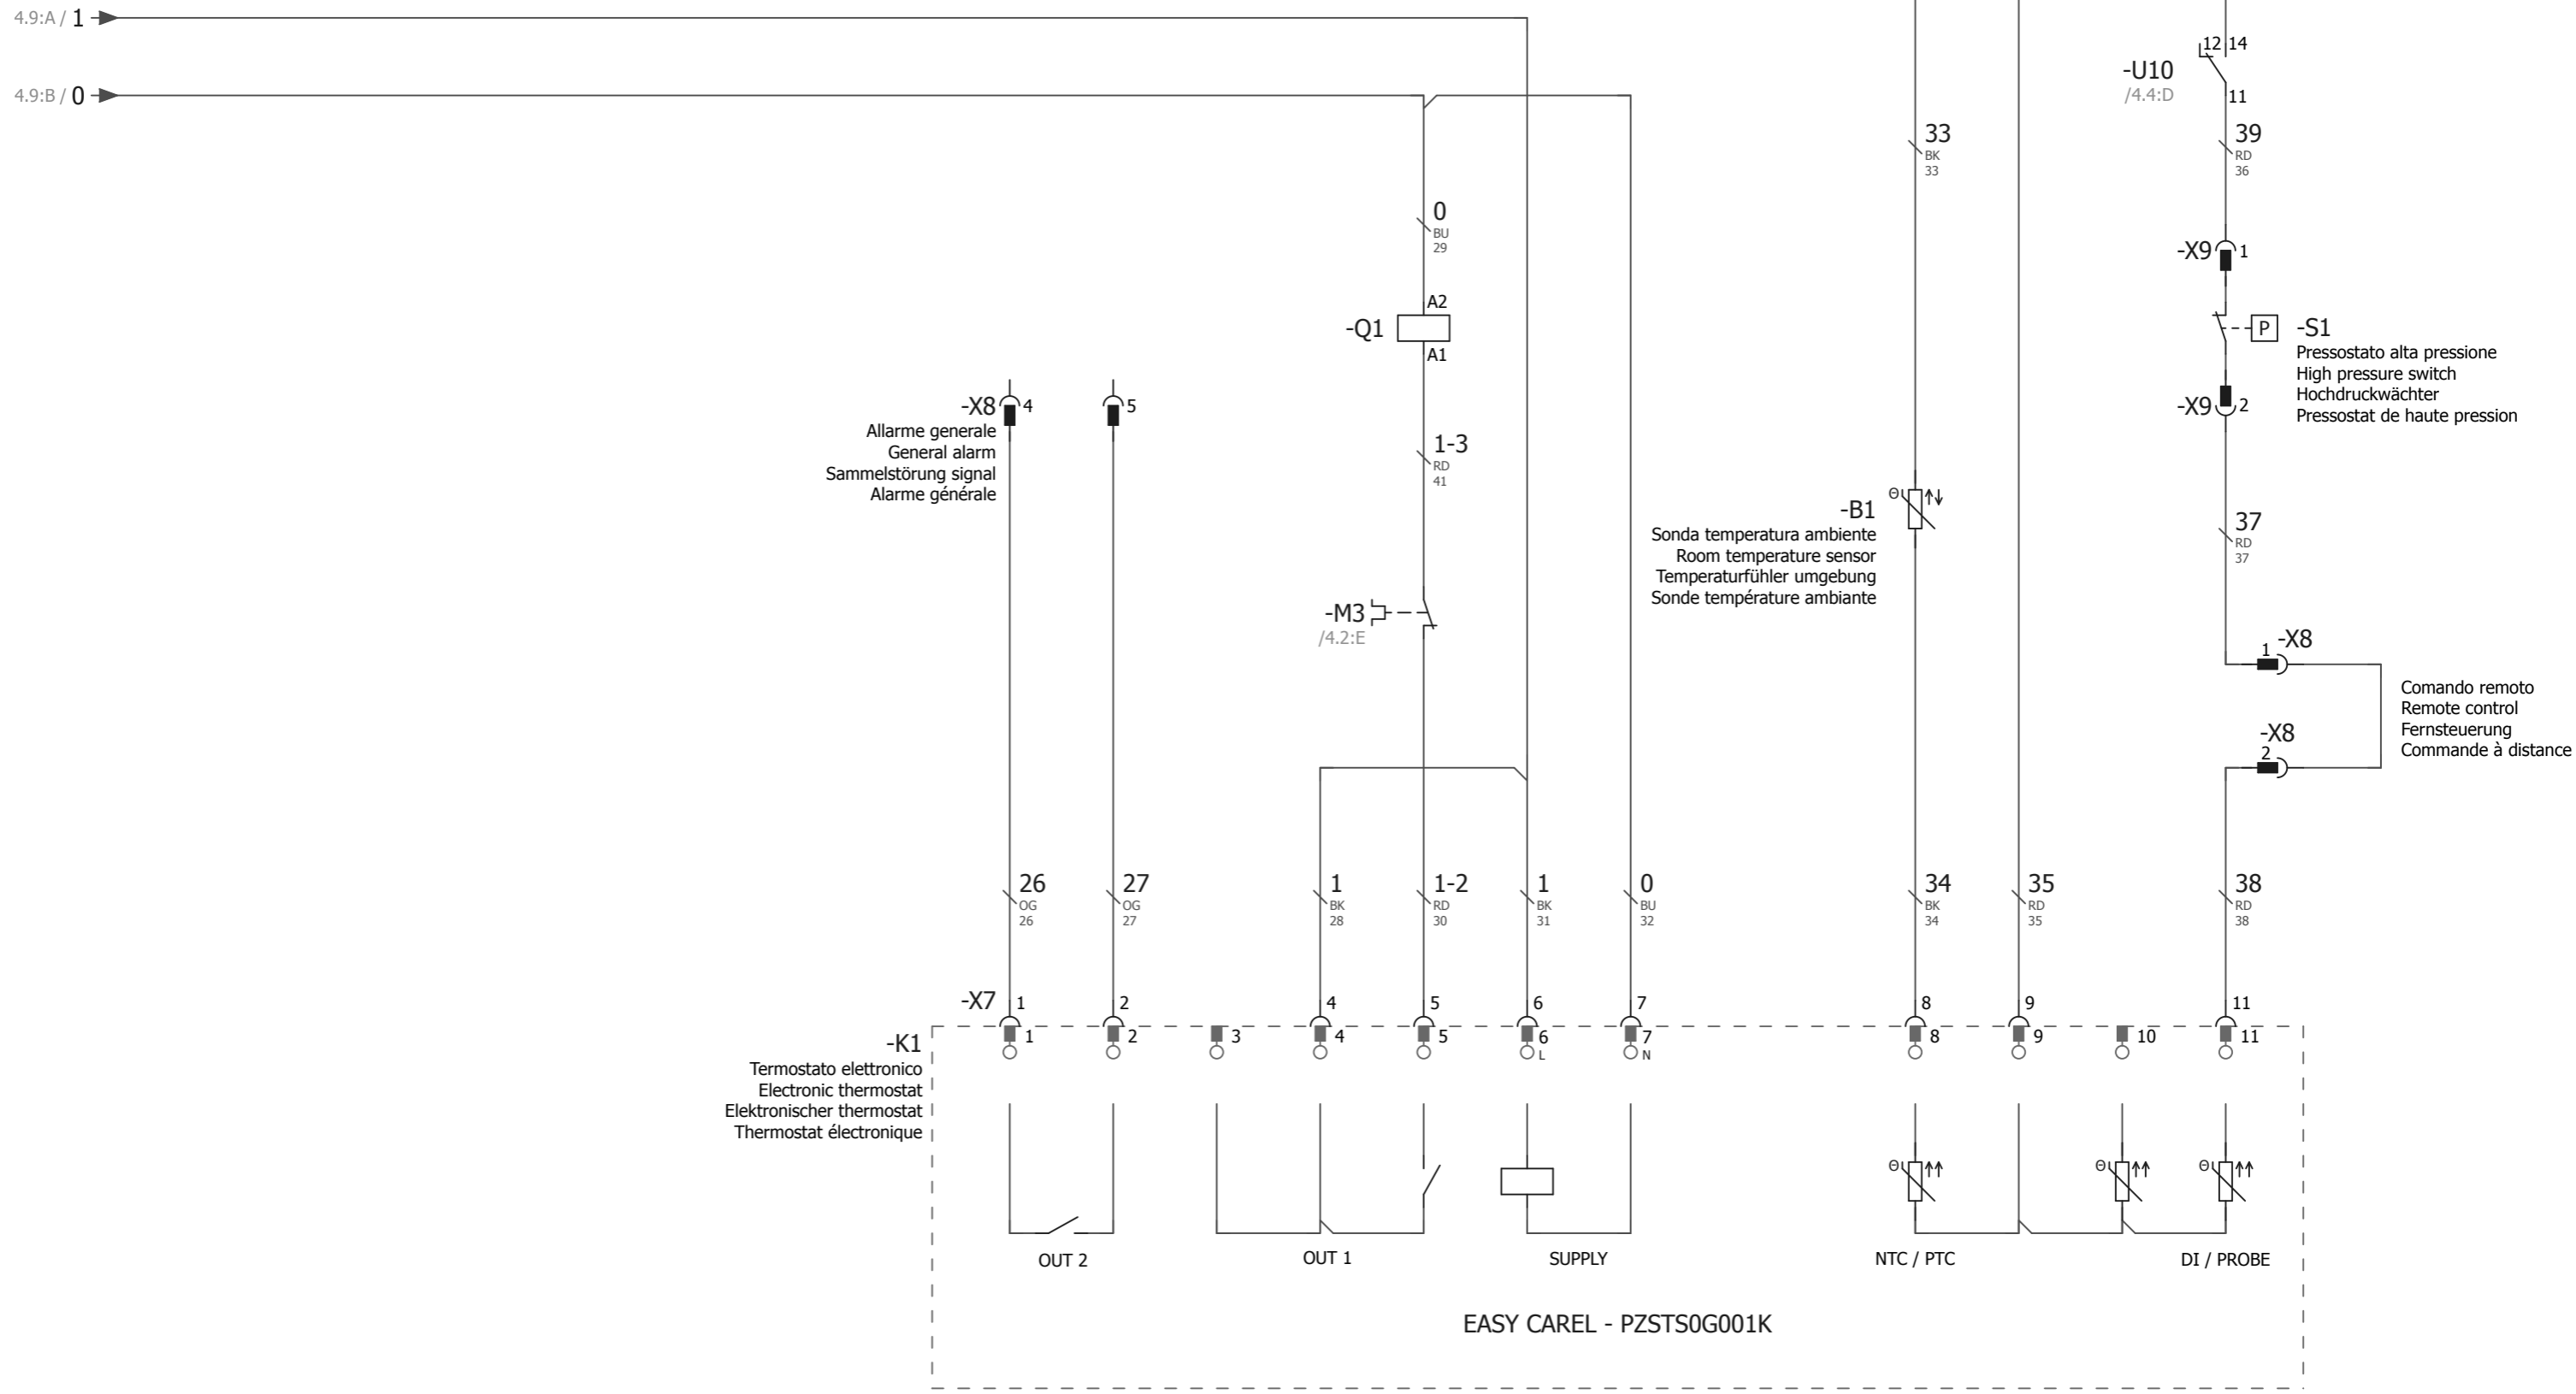 4.9:A / 1
4.9:B / 0
12 14
-U10
/4.4:D
11
33
BK
33
39
RD
36
0
BU
29
-X9 1
A2
-Q1
A1
P -S1
Pressostato alta pressione
High pressure switch
Hochdruckwächter
Pressostat de haute pression
-X9 2
-X8 4 5
Allarme generale
General alarm
Sammelstörung signal
Alarme générale
1-3
RD
41
Θ
-B1
Sonda temperatura ambiente
Room temperature sensor
Temperaturfühler umgebung
Sonde température ambiante
37
RD
37
-M3
/4.2:E
1 -X8
Comando remoto
Remote control
Fernsteuerung
Commande à distance
-X8
2
26 27 1 1-2 1 0 34 35 38
OG OG BK RD BK BU BK RD RD
26 27 28 30 31 32 34 35 38
-X7 1 2 4 5 6 7 8 9 11
1 2 3 4 5 6 7 8 9 10 11
L N
-K1
Termostato elettronico
Electronic thermostat
Elektronischer thermostat
Thermostat électronique
Θ Θ Θ
OUT 2 OUT 1 SUPPLY NTC / PTC DI / PROBE
EASY CAREL - PZSTS0G001K